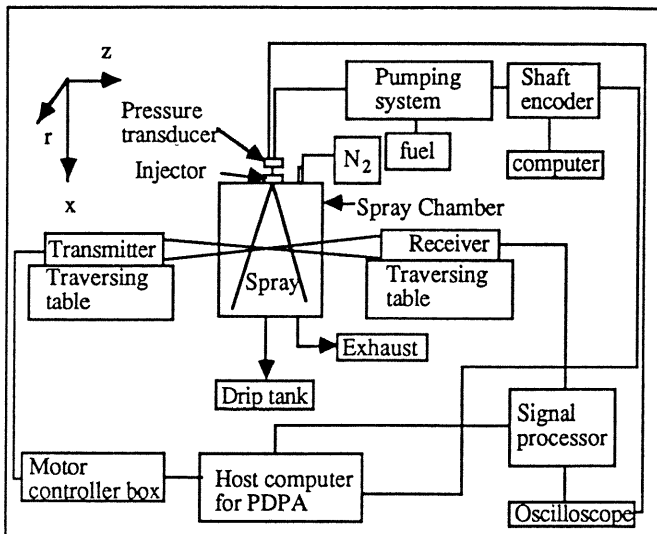 z
r
x
Pressure
transducer
Injector
Pumping
system
Shaft
encoder
fuel
computer
N2
Spray Chamber
Transmitter
Traversing
table
Spray
Receiver
Traversing
table
Exhaust
Drip tank
Signal
processor
Motor
controller box
Host computer
for PDPA
Oscilloscope